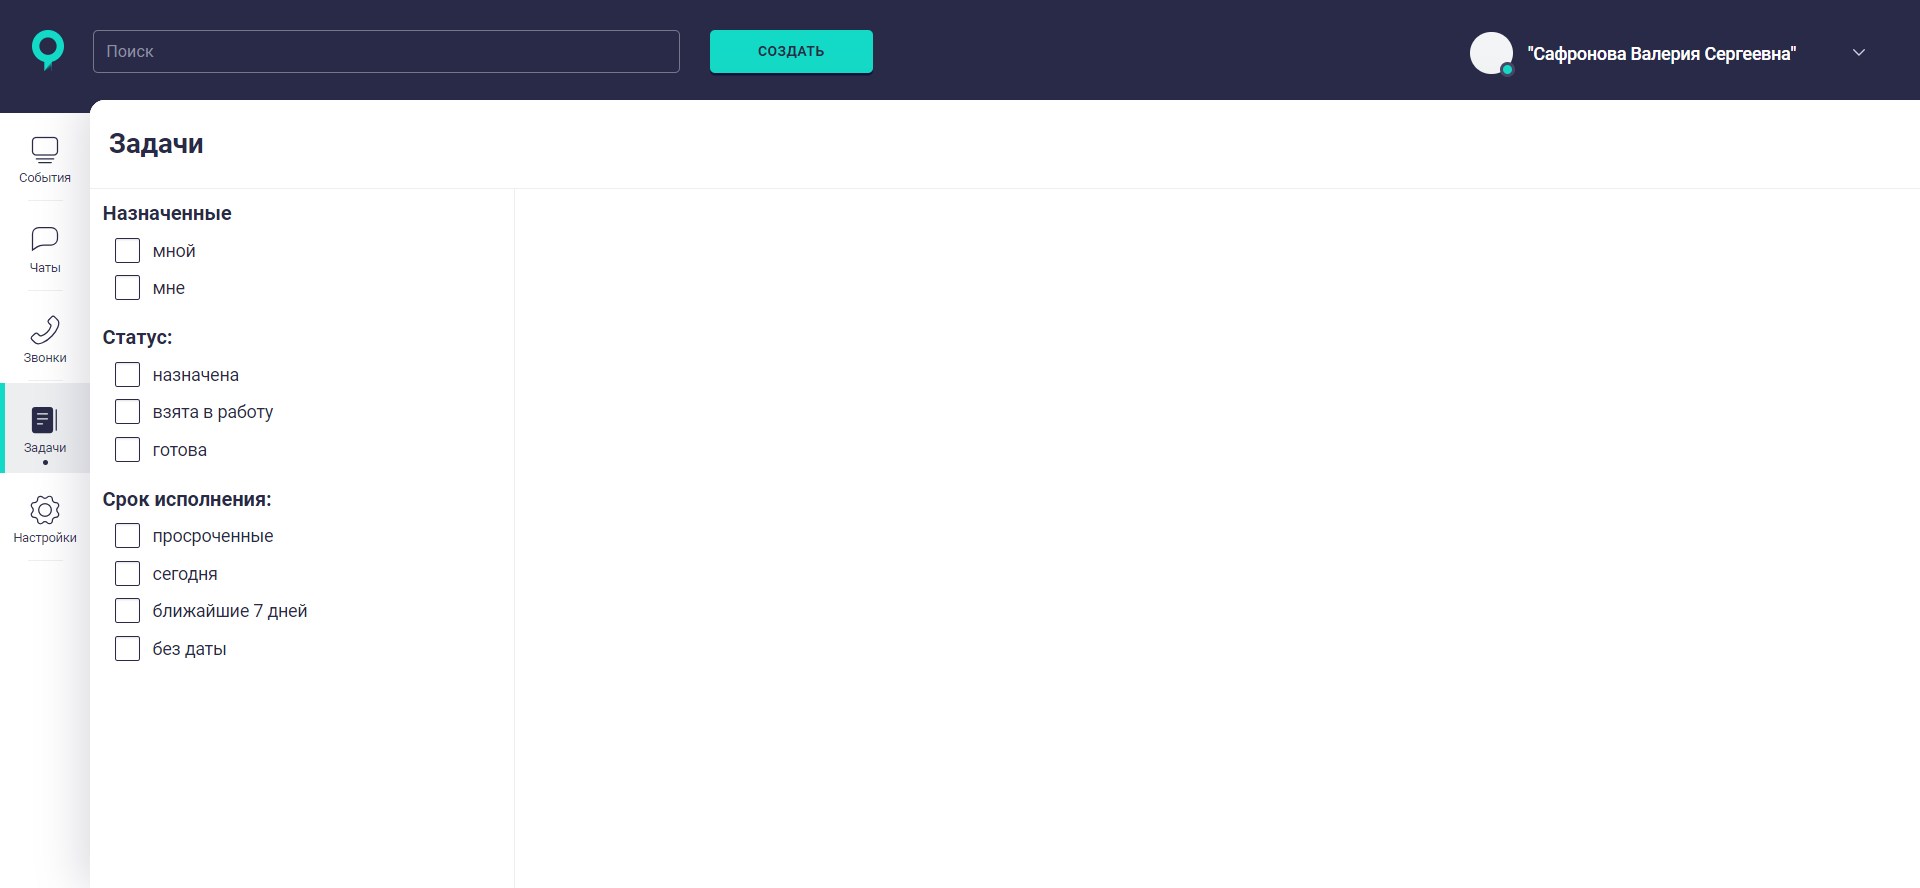 Поиск
СОЗДАТЬ
"Сафронова Валерия Сергеевна"
События
Чаты
Звонки
Задачи
Настройки
Задачи
Назначенные
мной
мне
Статус:
назначена
взята в работу
готова
Срок исполнения:
просроченные
сегодня
ближайшие 7 дней
без даты